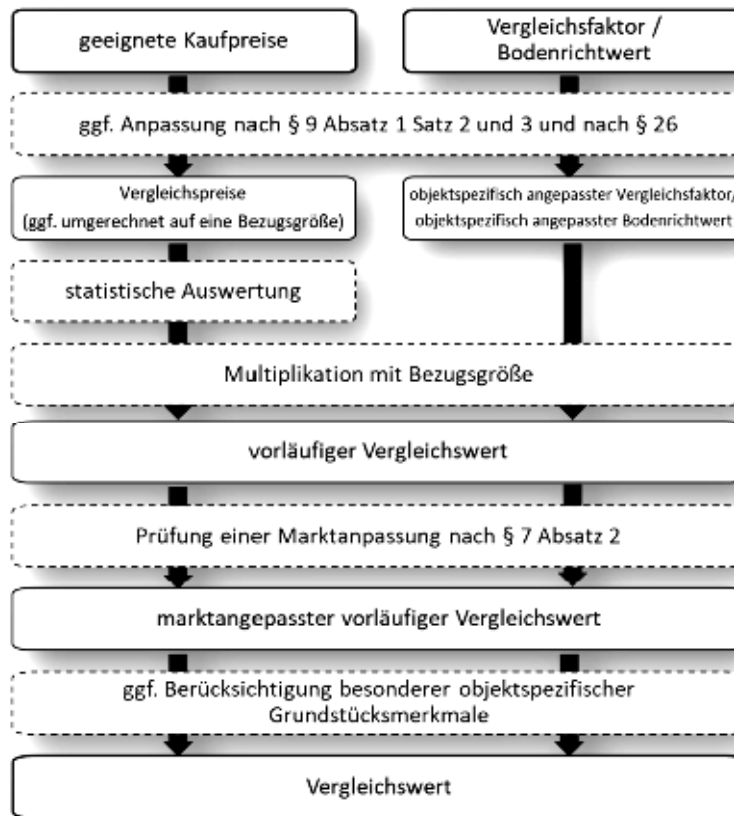 geeignete Kaufpreise
Vergleichsfaktor /
Bodenrichtwert
ggf. Anpassung nach § 9 Absatz 1 Satz 2 und 3 und nach § 26
Vergleichspreise
(ggf. umgerechnet auf eine Bezugsgröße)
objektspezifisch angepasster Vergleichsfaktor/
objektspezifisch angepasster Bodenrichtwert
statistische Auswertung
Multiplikation mit Bezugsgröße
vorläufiger Vergleichswert
Prüfung einer Marktanpassung nach § 7 Absatz 2
marktangepasster vorläufiger Vergleichswert
ggf. Berücksichtigung besonderer objektspezifischer
Grundstücksmerkmale
Vergleichswert